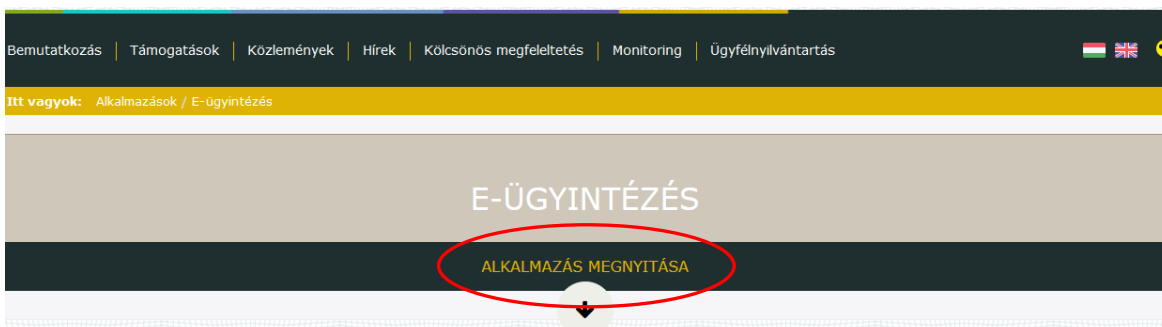 Bemutatkozás | Támogatások | Közlemények | Hírek | Kölcsönös megfeleltetés | Monitoring | Ügyfélnyilvántartás
Itt vagyok: Alkalmazások / E-ügyintézés
E-ÜGYINTÉZÉS
ALKALMAZÁS MEGNYITÁSA